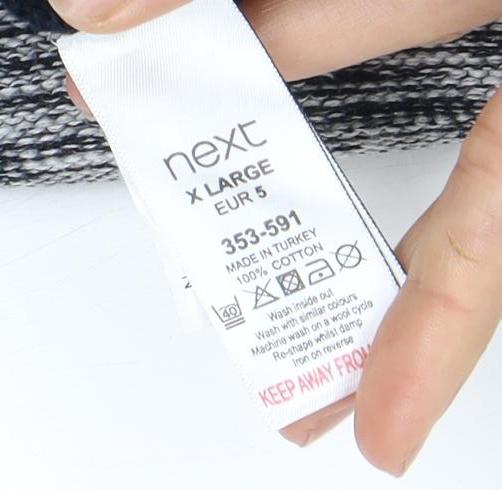 next
X LARGE
EUR 5
353-591
MADE IN TURKEY
100% COTTON
40
Wash inside out
Wash with similar colours
Machine wash on a wool cycle
Re-shape whilst damp
Iron on reverse
KEEP AWAY FROM